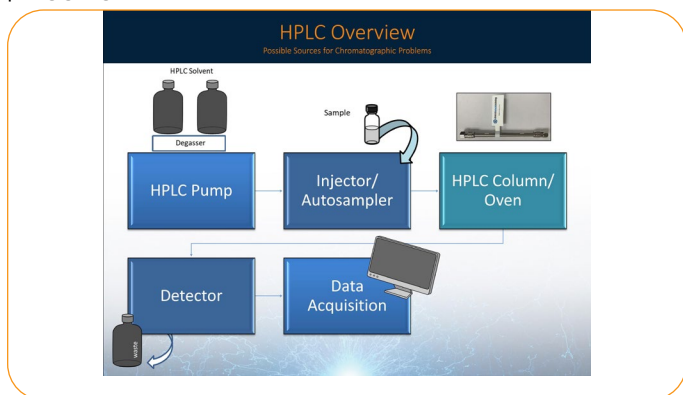 HPLC Overview
Possible Sources for Chromatographic Problems
HPLC Solvent
Degasser
Sample
HPLC Pump
Injector/
Autosampler
HPLC Column/
Oven
Detector
Data
Acquisition
waste